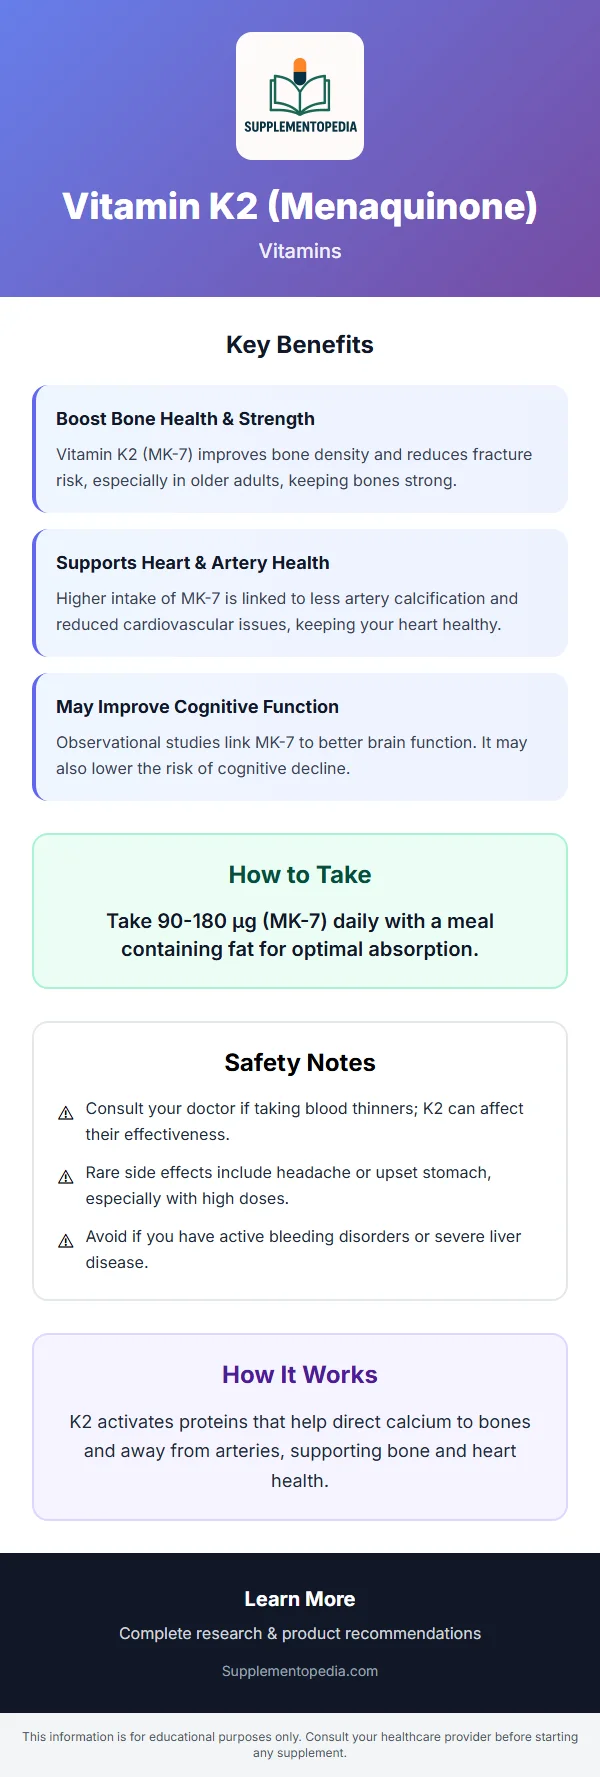 SUPPLEMENTOPEDIA
Vitamin K2 (Menaquinone)
Vitamins
Key Benefits
Boost Bone Health & Strength
Vitamin K2 (MK-7) improves bone density and reduces fracture
risk, especially in older adults, keeping bones strong.
Supports Heart & Artery Health
Higher intake of MK-7 is linked to less artery calcification and
reduced cardiovascular issues, keeping your heart healthy.
May Improve Cognitive Function
Observational studies link MK-7 to better brain function. It may
also lower the risk of cognitive decline.
How to Take
Take 90-180 μg (MK-7) daily with a meal
containing fat for optimal absorption.
Safety Notes
⚠ Consult your doctor if taking blood thinners; K2 can affect
their effectiveness.
⚠ Rare side effects include headache or upset stomach,
especially with high doses.
⚠ Avoid if you have active bleeding disorders or severe liver
disease.
How It Works
K2 activates proteins that help direct calcium to bones
and away from arteries, supporting bone and heart
health.
Learn More
Complete research & product recommendations
Supplementopedia.com
This information is for educational purposes only. Consult your healthcare provider before starting
any supplement.